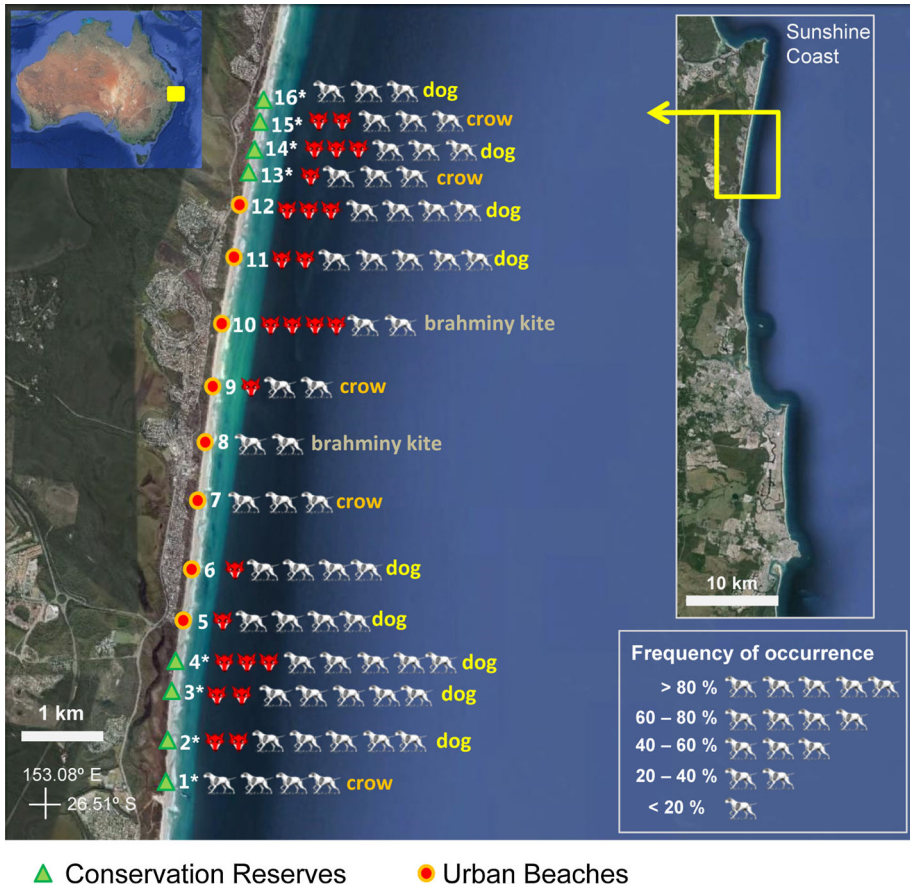 Sunshine
Coast
16* dog
15* crow
14* dog
13* crow
12 dog
11 dog
10 brahminy kite
9 crow
8 brahminy kite
7 crow
6 dog
5 dog
4* dog
3* dog
2* dog
1* crow
10 km
Frequency of occurrence
> 80 %
60 – 80 %
40 – 60 %
20 – 40 %
< 20 %
1 km
153.08º E
26.51º S
Conservation Reserves
Urban Beaches